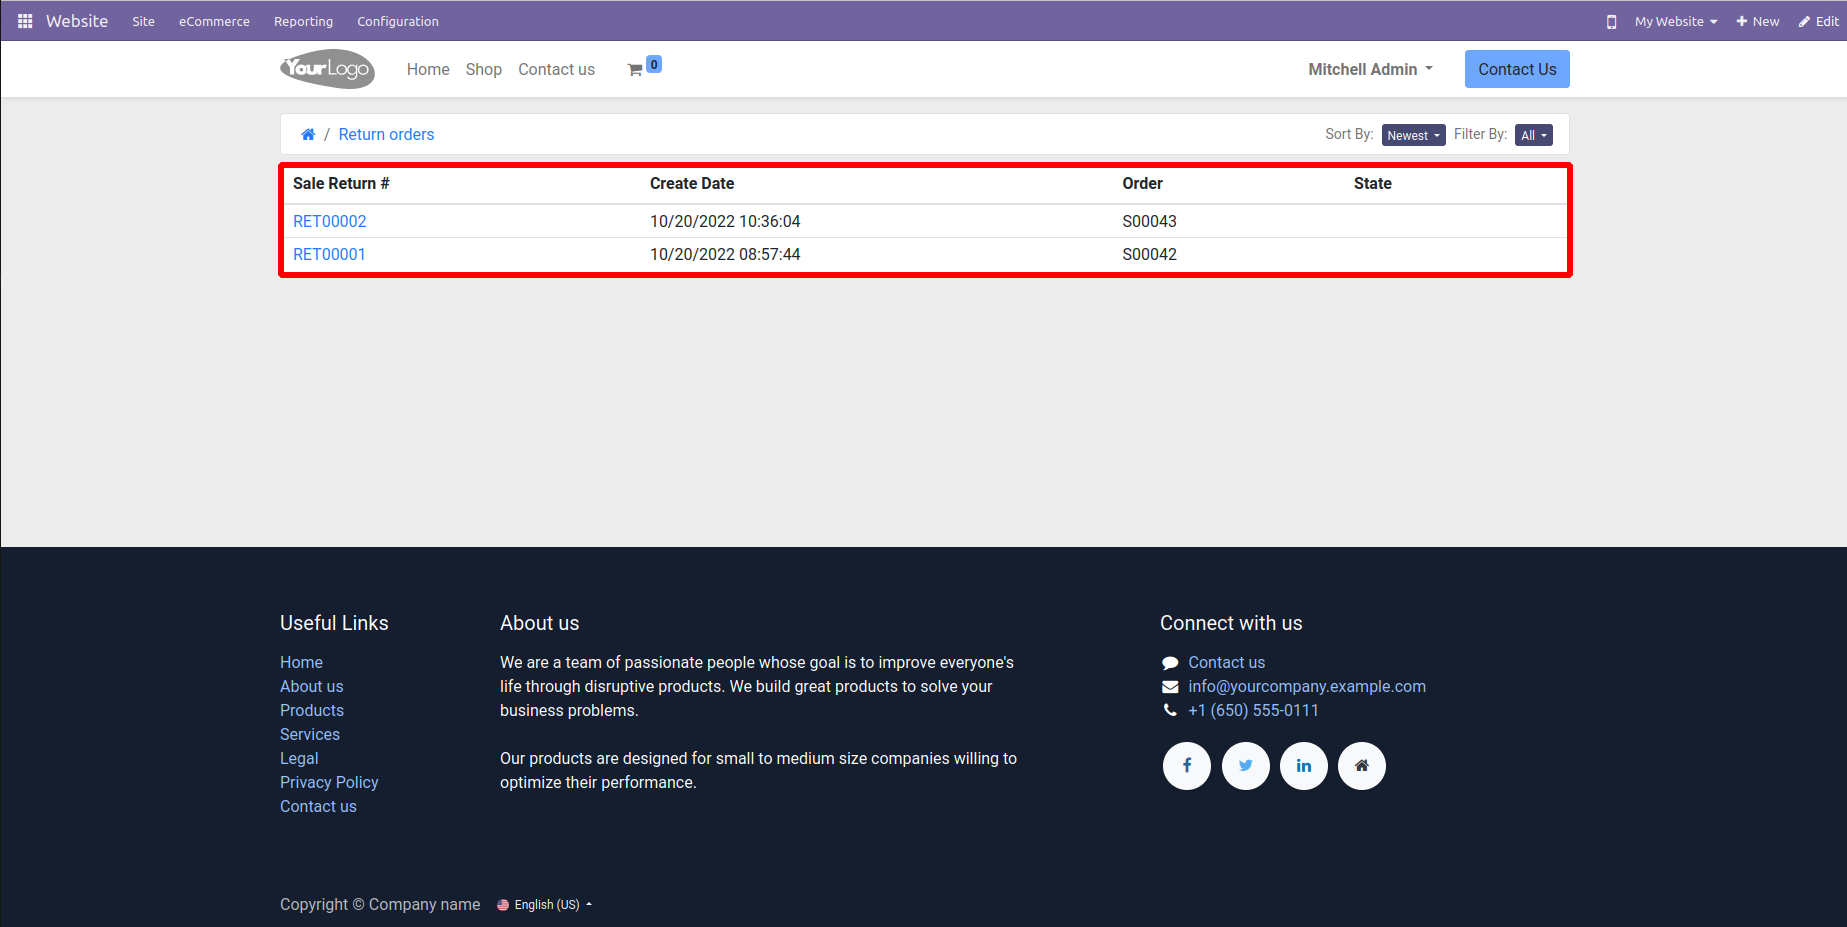 Website Site eCommerce Reporting Configuration My Website New Edit
YourLogo Home Shop Contact us 0 Mitchell Admin Contact Us
/ Return orders Sort By: Newest Filter By: All
Sale Return # Create Date Order State
RET00002 10/20/2022 10:36:04 S00043
RET00001 10/20/2022 08:57:44 S00042
Useful Links
Home
About us
Products
Services
Legal
Privacy Policy
Contact us
About us
We are a team of passionate people whose goal is to improve everyone's
life through disruptive products. We build great products to solve your
business problems.
Our products are designed for small to medium size companies willing to
optimize their performance.
Connect with us
Contact us
info@yourcompany.example.com
+1 (650) 555-0111
Copyright © Company name English (US)